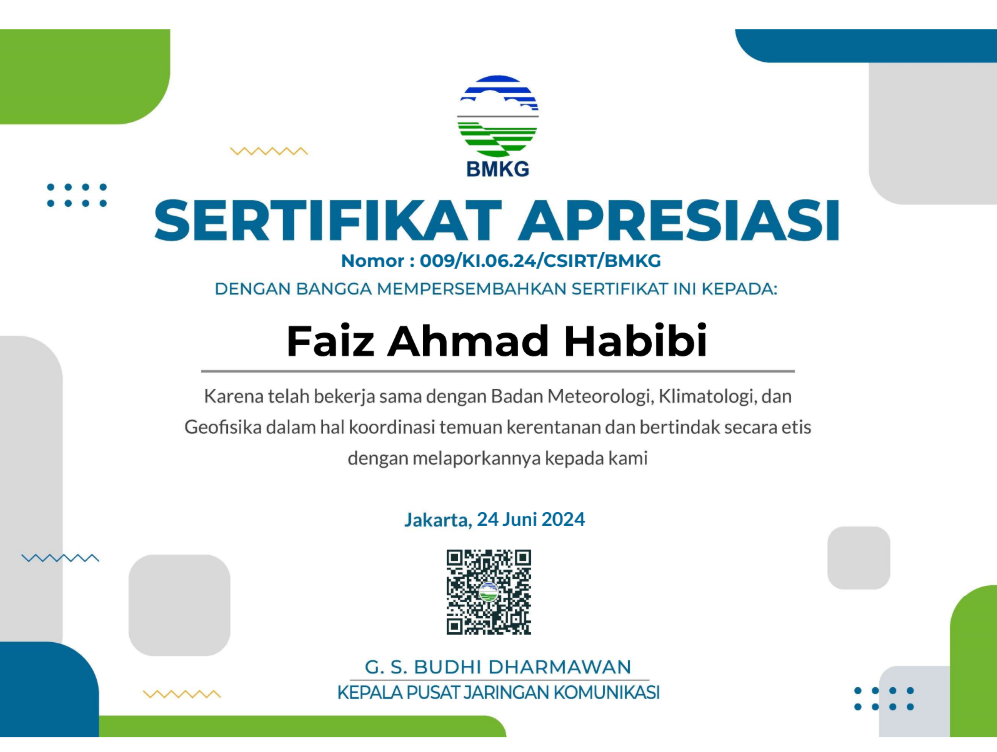 BMKG
SERTIFIKAT APRESIASI
Nomor : 009/KI.06.24/CSIRT/BMKG
DENGAN BANGGA MEMPERSEMBAHKAN SERTIFIKAT INI KEPADA:
Faiz Ahmad Habibi
Karena telah bekerja sama dengan Badan Meteorologi, Klimatologi, dan
Geofisika dalam hal koordinasi temuan kerentanan dan bertindak secara etis
dengan melaporkannya kepada kami
Jakarta, 24 Juni 2024
G. S. BUDHI DHARMAWAN
KEPALA PUSAT JARINGAN KOMUNIKASI